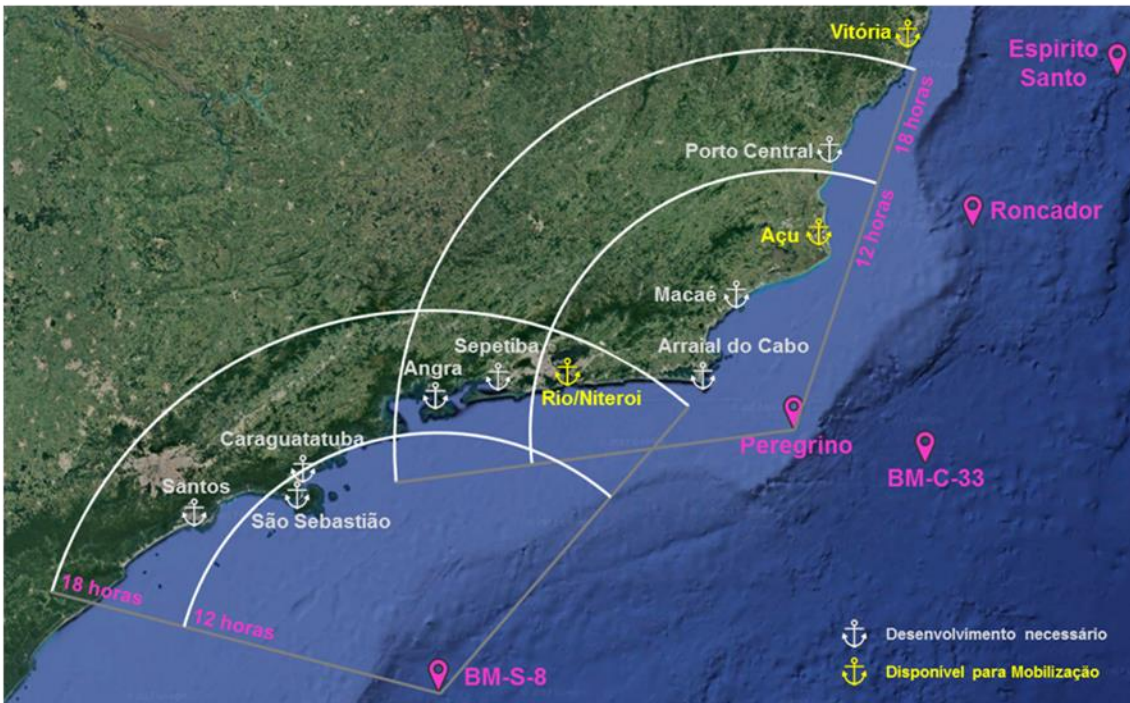 Vitória
Espirito
Santo
18 horas
Porto Central
Roncador
Açu
12 horas
Macaé
Sepetiba
Arraial do Cabo
Angra
Rio/Niteroi
Peregrino
Caraguatatuba
BM-C-33
Santos
São Sebastião
18 horas
12 horas
Desenvolvimento necessário
BM-S-8
Disponível para Mobilização